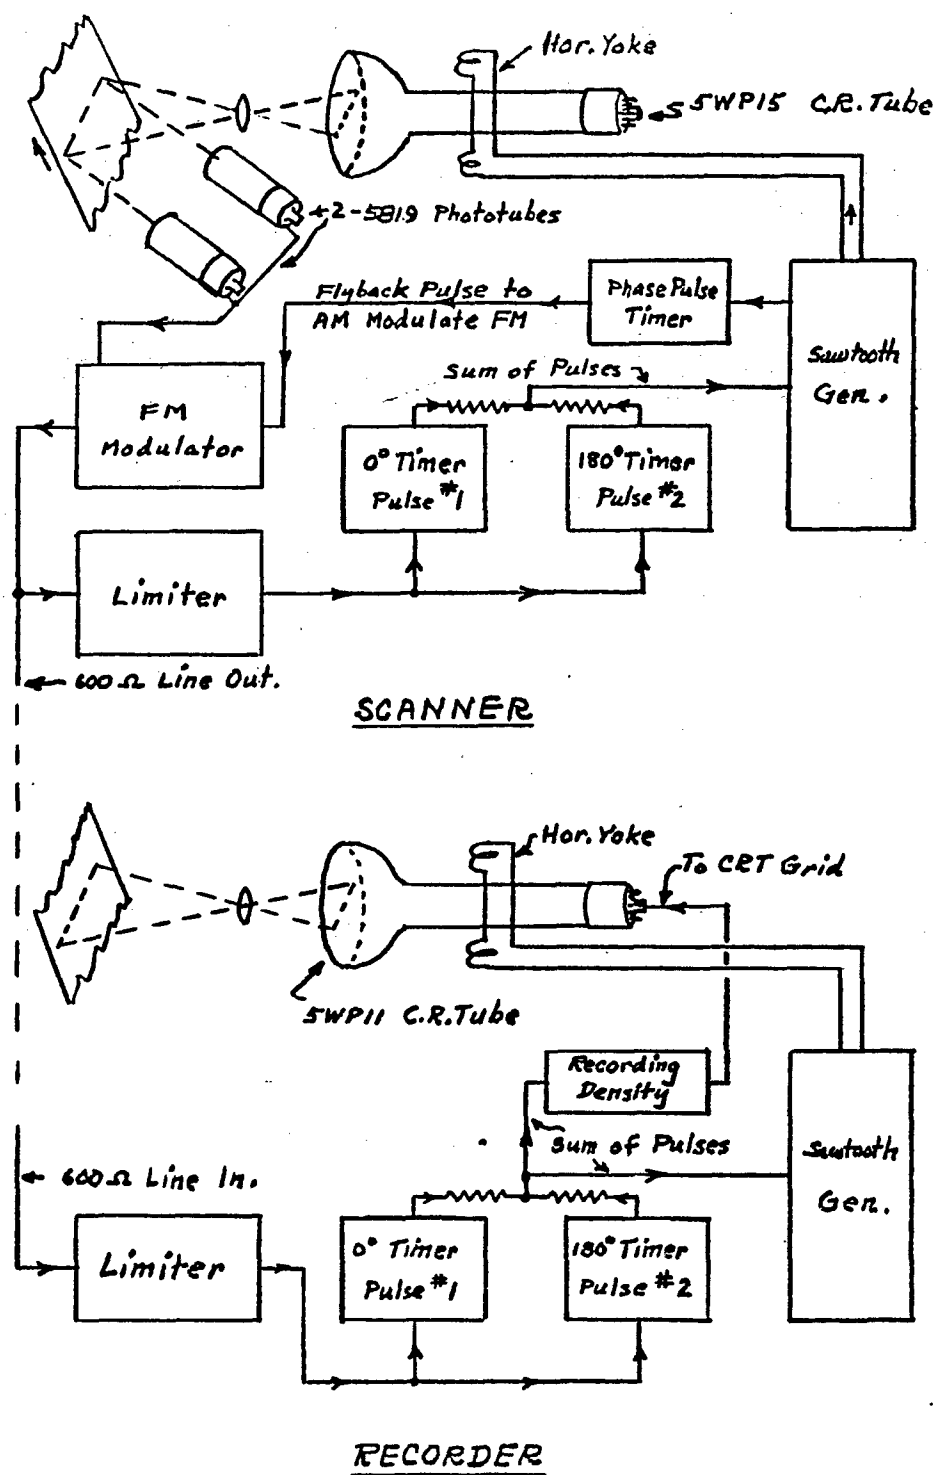 Hor. Yoke
5WP15 C.R. Tube
2-5819 Phototubes
Flyback Pulse to
AM Modulate FM
Phase Pulse
Timer
Sawtooth
Gen.
Sum of Pulses
FM
Modulator
0° Timer
Pulse #1
180° Timer
Pulse #2
Limiter
600Ω Line Out.
SCANNER
Hor. Yoke
To CRT Grid
5WP11 C.R. Tube
Recording
Density
Sum of Pulses
Sawtooth
Gen.
600Ω Line In.
Limiter
0° Timer
Pulse #1
180° Timer
Pulse #2
RECORDER